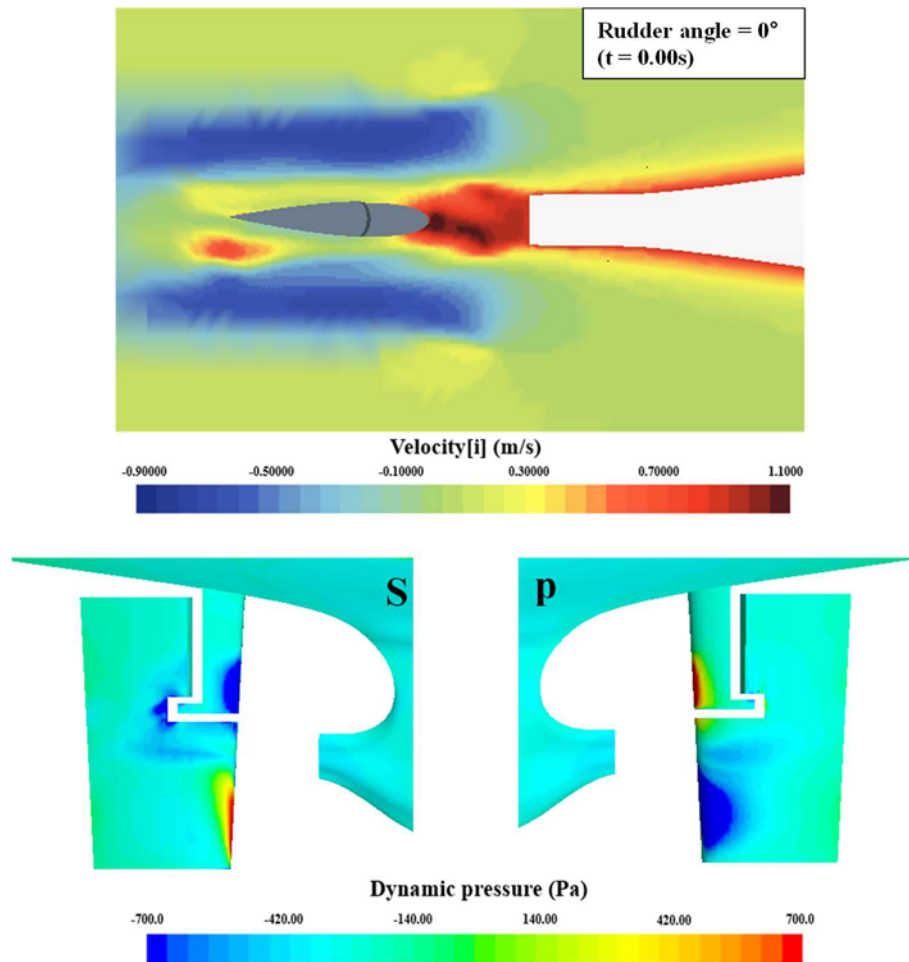 Rudder angle = 0°
(t = 0.00s)
Velocity[i] (m/s)
-0.90000 -0.50000 -0.10000 0.30000 0.70000 1.1000
S p
Dynamic pressure (Pa)
-700.0 -420.00 -140.00 140.00 420.00 700.0